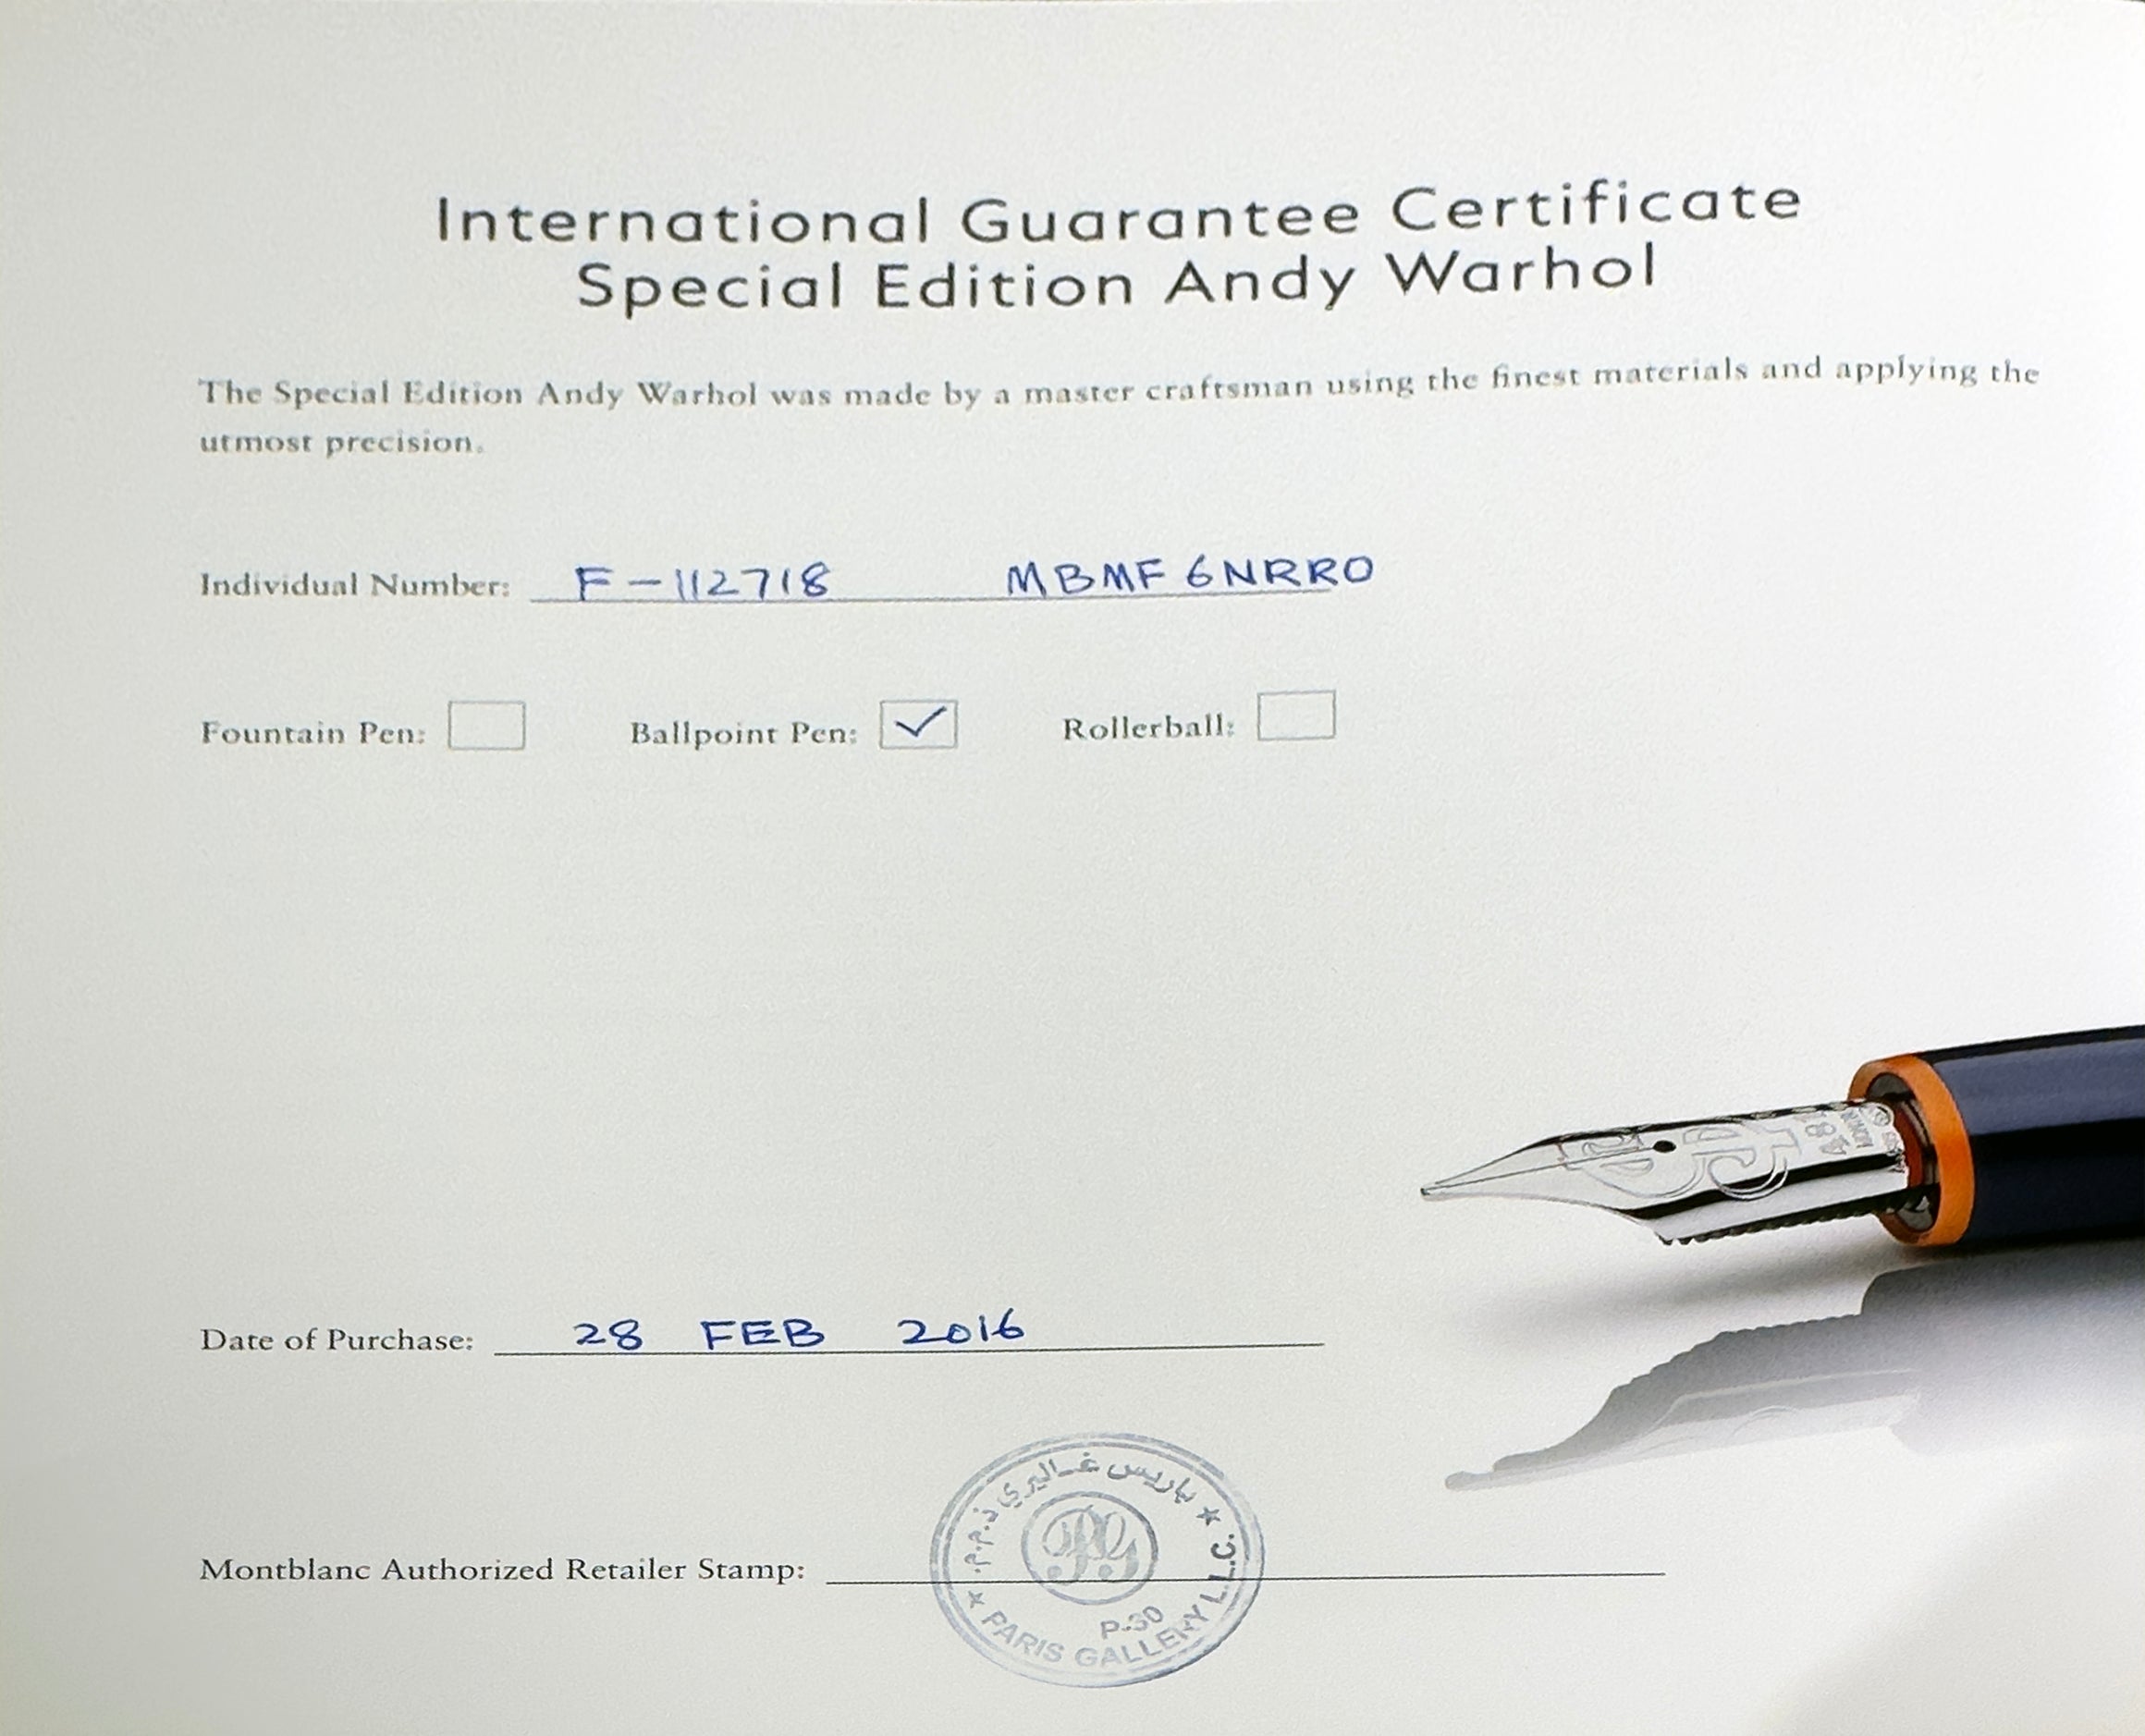 International Guarantee Certificate
Special Edition Andy Warhol
The Special Edition Andy Warhol was made by a master craftsman using the finest materials and applying the
utmost precision.
Individual Number: F-112718 MBMF6NRRO
Fountain Pen: Ballpoint Pen: ✓ Rollerball:
Date of Purchase: 28 FEB 2016
Montblanc Authorized Retailer Stamp:
باريس غـاليري ذ.م.م.
PG
P-30
★ PARIS GALLERY L.L.C. ★